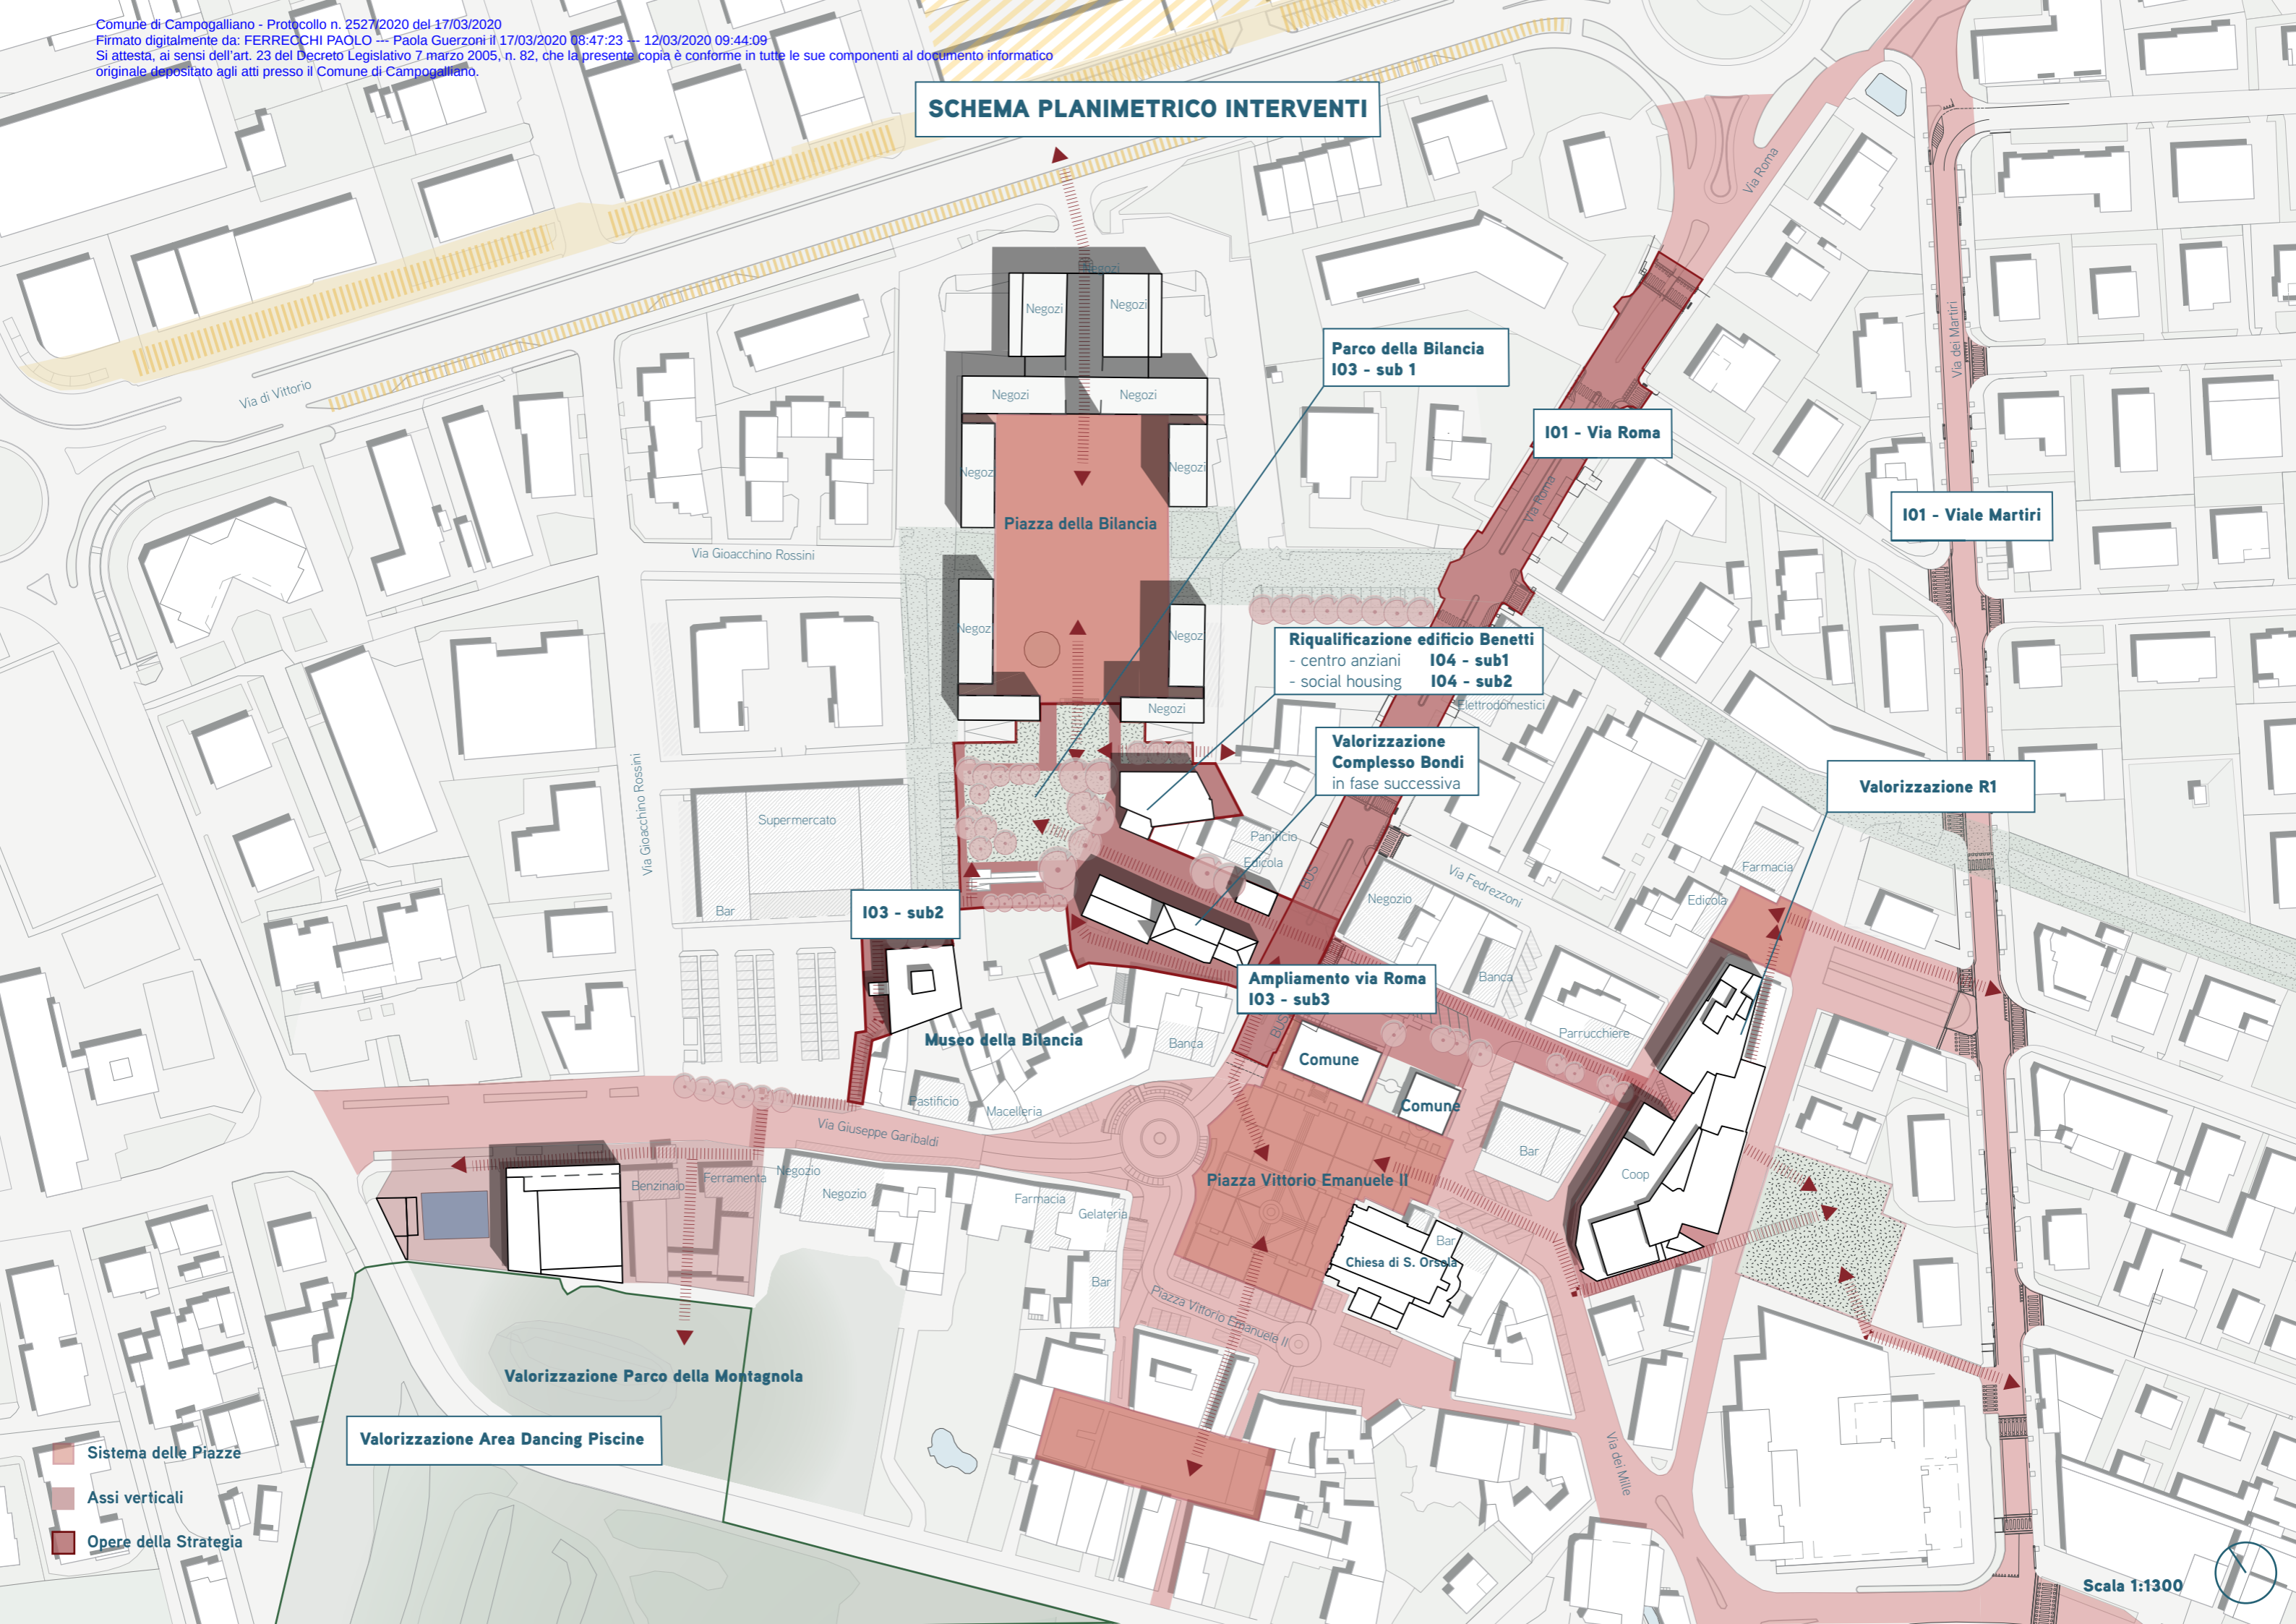 Comune di Campogalliano - Protocollo n. 2527/2020 del 17/03/2020
Firmato digitalmente da: FERRECCHI PAOLO --- Paola Guerzoni il 17/03/2020 08:47:23 --- 12/03/2020 09:44:09
Si attesta, ai sensi dell'art. 23 del Decreto Legislativo 7 marzo 2005, n. 82, che la presente copia è conforme in tutte le sue componenti al documento informatico
originale depositato agli atti presso il Comune di Campogalliano.
SCHEMA PLANIMETRICO INTERVENTI
Via Roma
Negozi
Negozi
Negozi
Via di Vittorio
Negozi
Negozi
Parco della Bilancia
I03 - sub 1
Via dei Martiri
I01 - Via Roma
Negozi
Negozi
Via Roma
I01 - Viale Martiri
Piazza della Bilancia
Via Gioacchino Rossini
Negozi
Negozi
Riqualificazione edificio Benetti
- centro anziani I04 - sub1
- social housing I04 - sub2
Negozi
Elettrodomestici
Valorizzazione
Complesso Bondi
in fase successiva
Valorizzazione R1
Via Gioacchino Rossini
Supermercato
Panificio
Edicola
BUS
Via Fedrezzoni
Farmacia
Edicola
Negozio
Bar
I03 - sub2
Banca
Ampliamento via Roma
I03 - sub3
BUS
Parrucchiere
Museo della Bilancia
Banca
Comune
Comune
Pastificio
Macelleria
Via Giuseppe Garibaldi
Bar
Coop
Piazza Vittorio Emanuele II
Benzinaio
Ferramenta
Negozio
Negozio
Farmacia
Gelateria
Bar
Chiesa di S. Orsola
Bar
Piazza Vittorio Emanuele II
Valorizzazione Parco della Montagnola
Valorizzazione Area Dancing Piscine
Via dei Mille
Sistema delle Piazze
Assi verticali
Opere della Strategia
Scala 1:1300